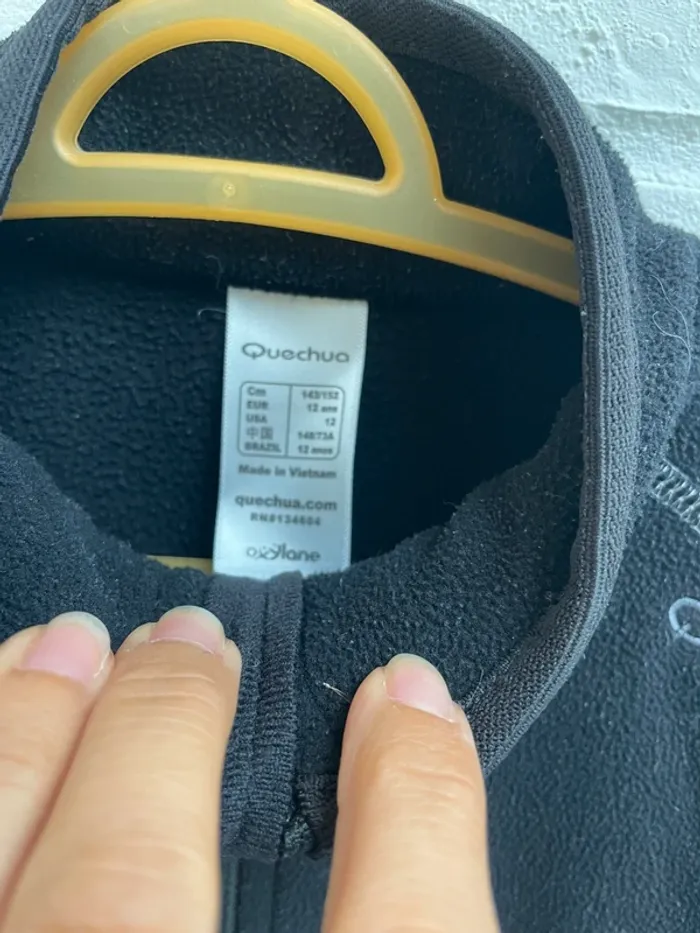 Quechua
Cm 143/152
EUR 12 ans
USA 12
中国 148/73A
BRAZIL 12 anos
Made in Vietnam
quechua.com
RN#134604
oxylane